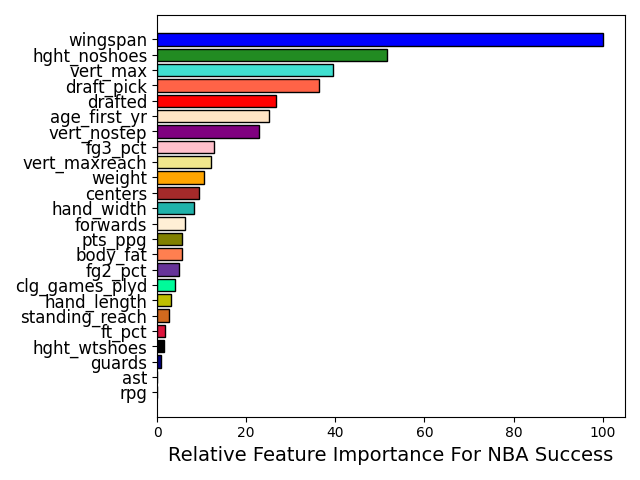 wingspan
hght_noshoes
vert_max
draft_pick
drafted
age_first_yr
vert_nostep
fg3_pct
vert_maxreach
weight
centers
hand_width
forwards
pts_ppg
body_fat
fg2_pct
clg_games_plyd
hand_length
standing_reach
ft_pct
hght_wtshoes
guards
ast
rpg
0 20 40 60 80 100
Relative Feature Importance For NBA Success